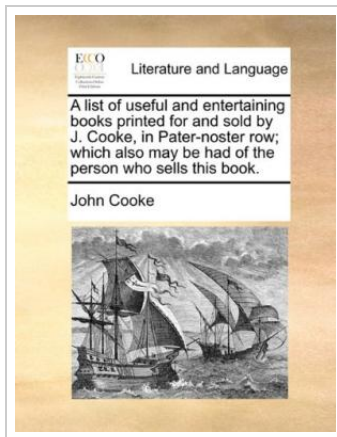 ECCO
Literature and Language
A list of useful and entertaining
books printed for and sold by
J. Cooke, in Pater-noster row;
which also may be had of the
person who sells this book.
John Cooke